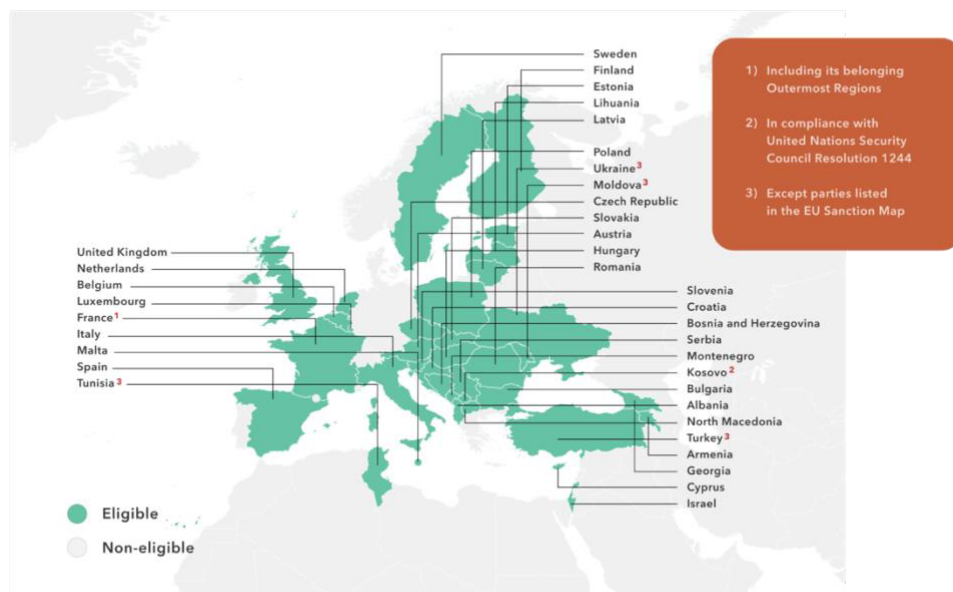 Sweden
Finland
Estonia
Lihuania
Latvia
Poland
Ukraine3
Moldova3
Czech Republic
Slovakia
Austria
Hungary
Romania
United Kingdom
Netherlands
Belgium
Luxembourg
France1
Italy
Malta
Spain
Tunisia3
Slovenia
Croatia
Bosnia and Herzegovina
Serbia
Montenegro
Kosovo2
Bulgaria
Albania
North Macedonia
Turkey3
Armenia
Georgia
Cyprus
Israel
1) Including its belonging
Outermost Regions
2) In compliance with
United Nations Security
Council Resolution 1244
3) Except parties listed
in the EU Sanction Map
Eligible
Non-eligible